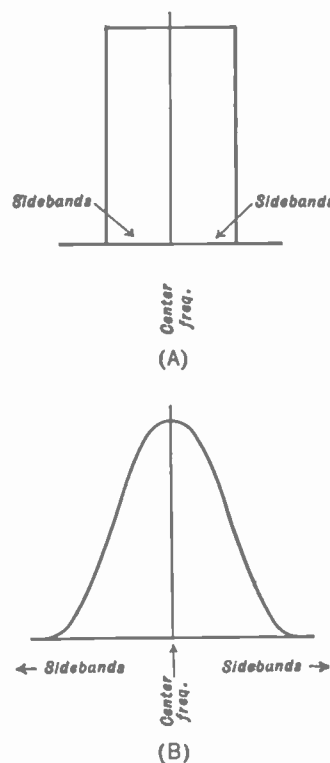 Sidebands
Sidebands
Center
freq.
(A)
← Sidebands
Sidebands →
Center
freq.
(B)